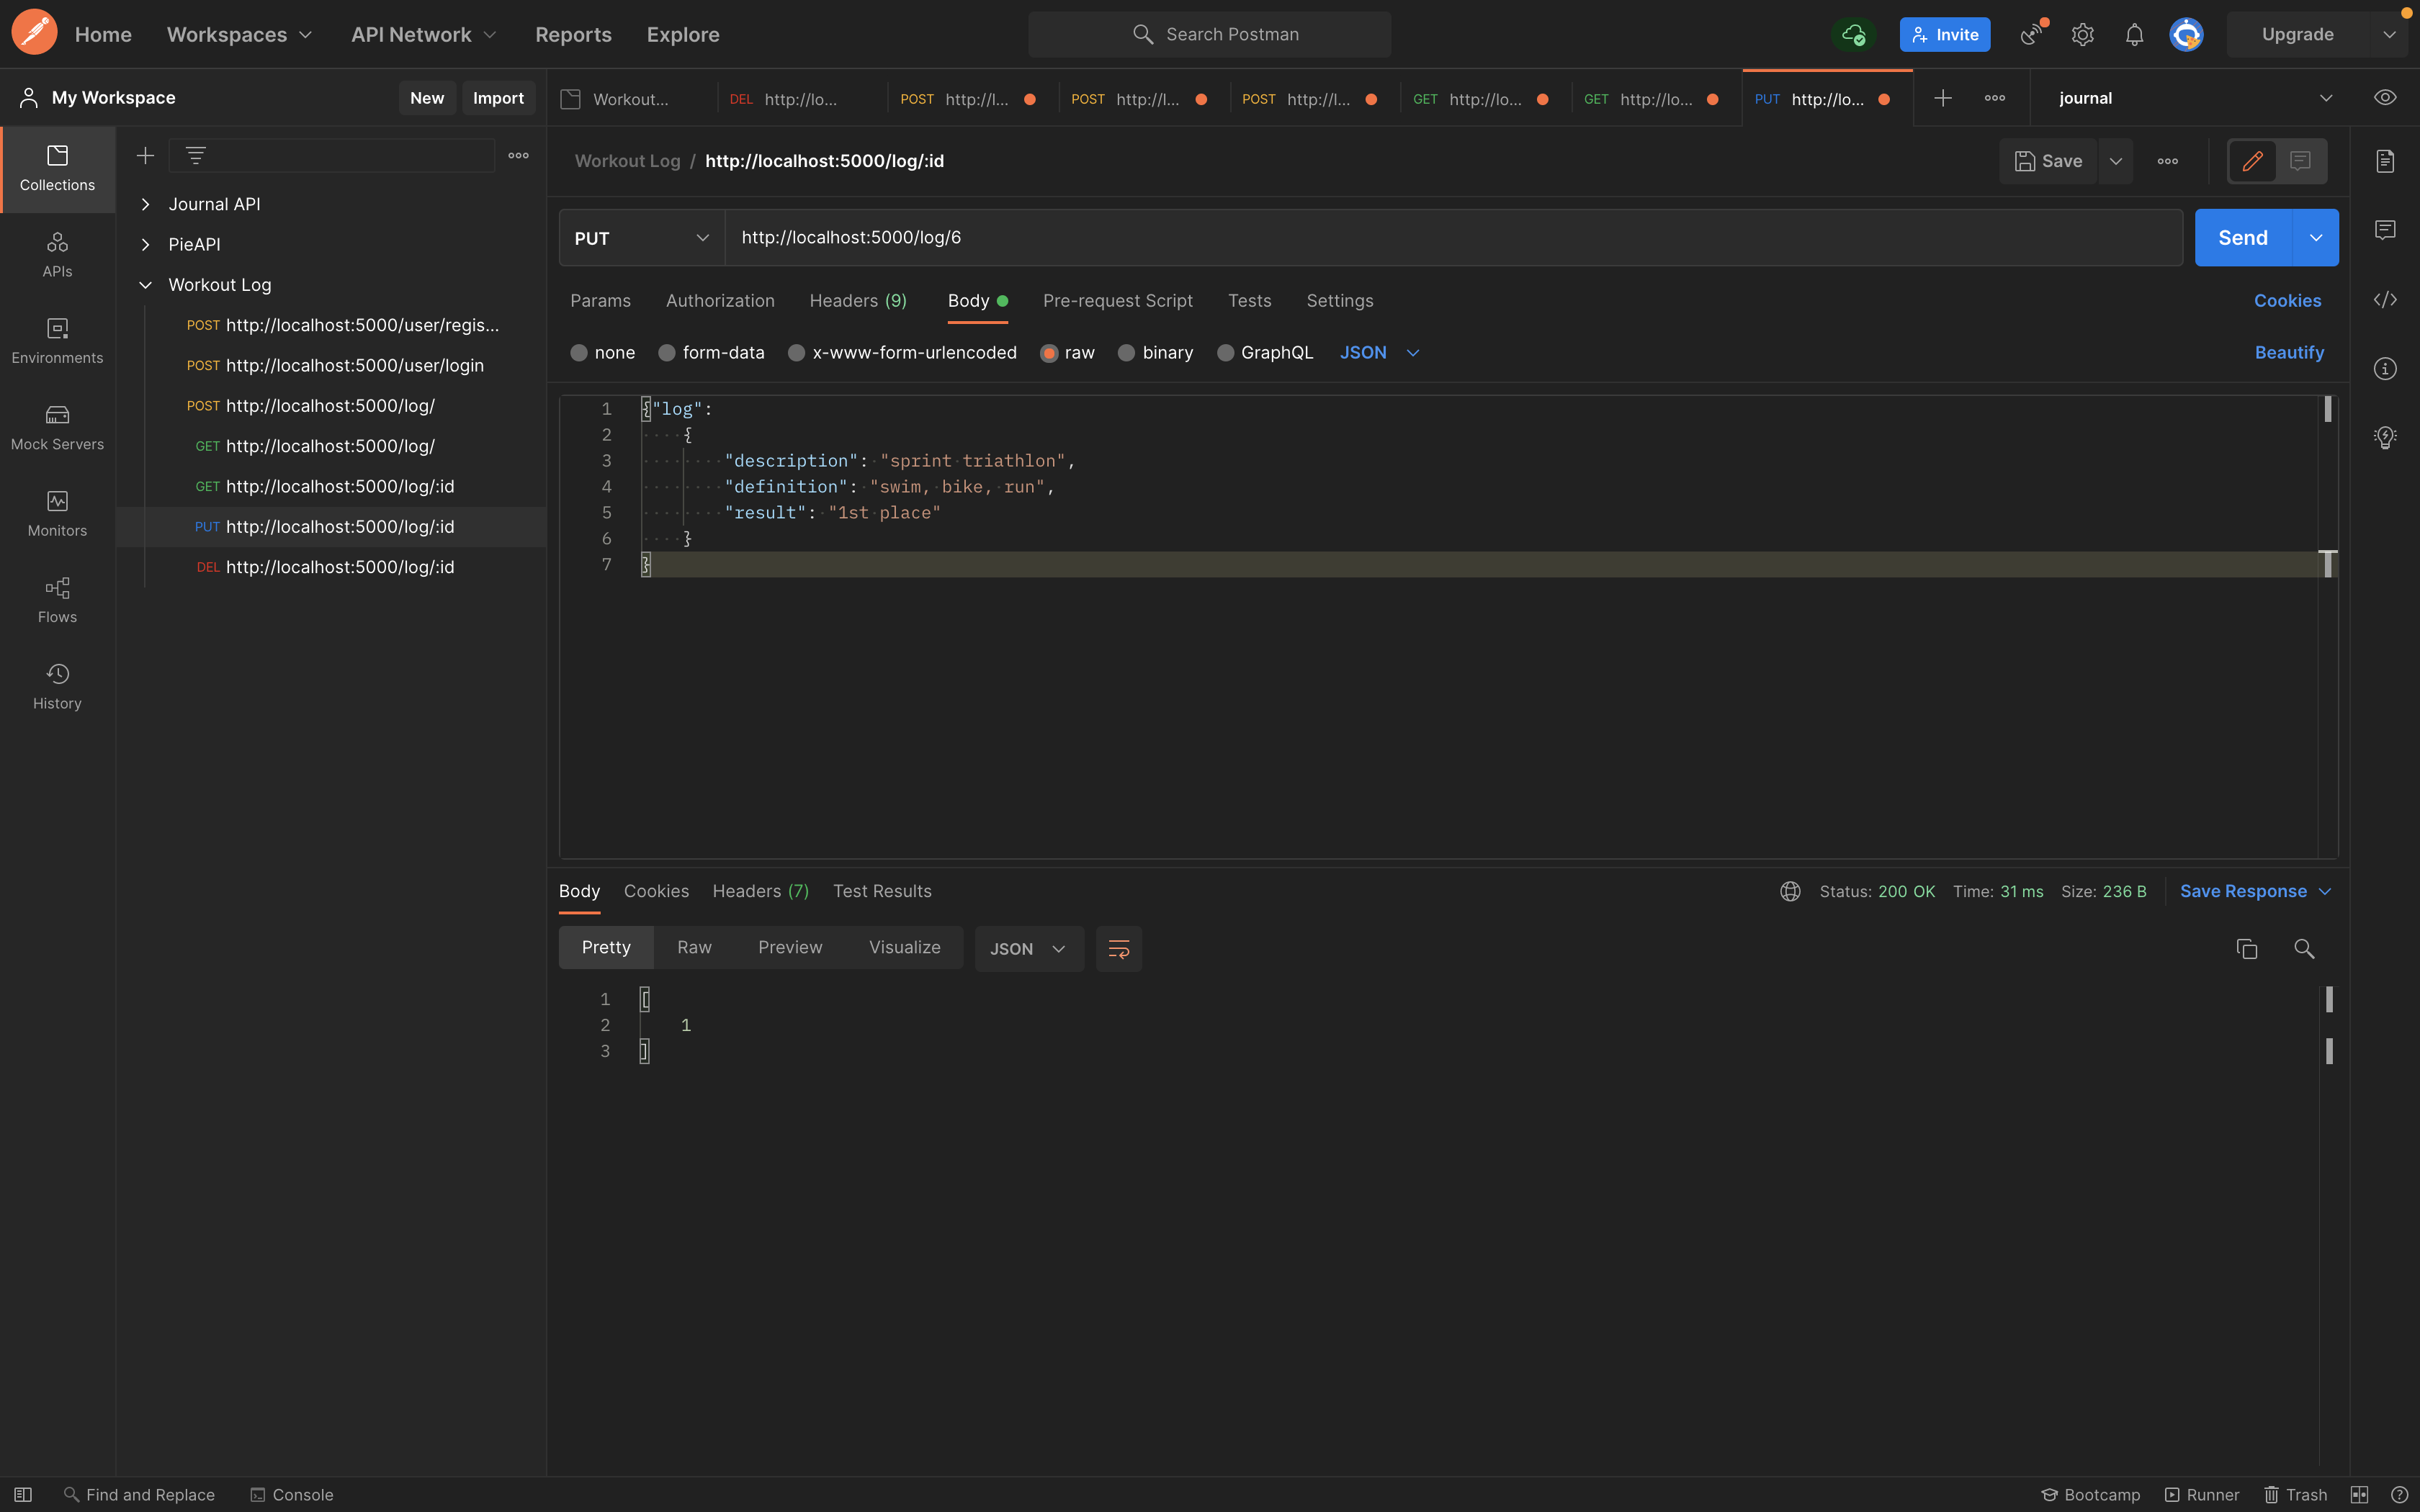 Home Workspaces API Network Reports Explore Search Postman Invite Upgrade
My Workspace New Import
Workout... DEL http://lo... POST http://l... POST http://l... POST http://l... GET http://lo... GET http://lo... PUT http://lo... journal
Collections
APIs
Environments
Mock Servers
Monitors
Flows
History
Journal API
PieAPI
Workout Log
POST http://localhost:5000/user/regis...
POST http://localhost:5000/user/login
POST http://localhost:5000/log/
GET http://localhost:5000/log/
GET http://localhost:5000/log/:id
PUT http://localhost:5000/log/:id
DEL http://localhost:5000/log/:id
Workout Log / http://localhost:5000/log/:id Save
PUT http://localhost:5000/log/6 Send
Params Authorization Headers (9) Body Pre-request Script Tests Settings Cookies
none form-data x-www-form-urlencoded raw binary GraphQL JSON Beautify
1 {"log":
2 {
3 "description": "sprint triathlon",
4 "definition": "swim, bike, run",
5 "result": "1st place"
6 }
7 }
Body Cookies Headers (7) Test Results Status: 200 OK Time: 31 ms Size: 236 B Save Response
Pretty Raw Preview Visualize JSON
1 [
2 1
3 ]
Find and Replace Console Bootcamp Runner Trash